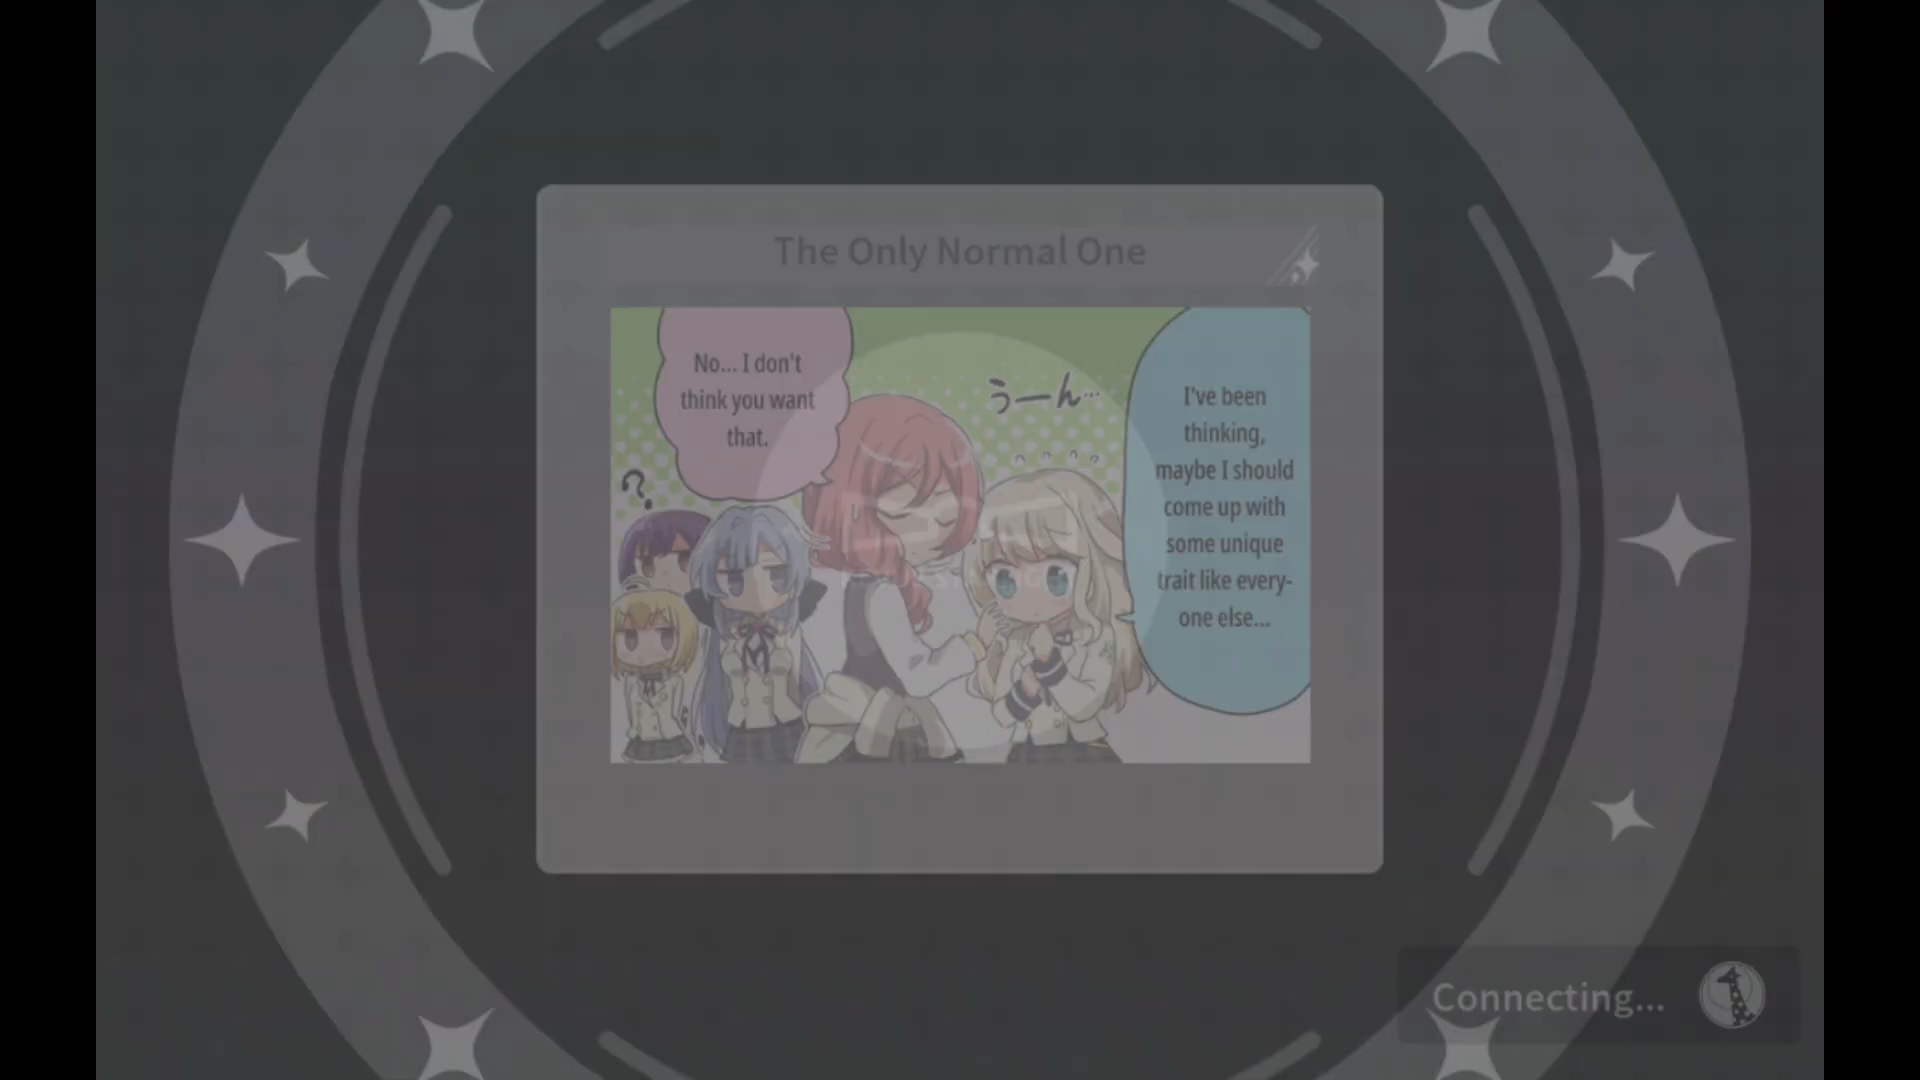 The Only Normal One
No... I don't
think you want
that.
うーん…
I've been
thinking,
maybe I should
come up with
some unique
trait like every-
one else...
?
Connecting...